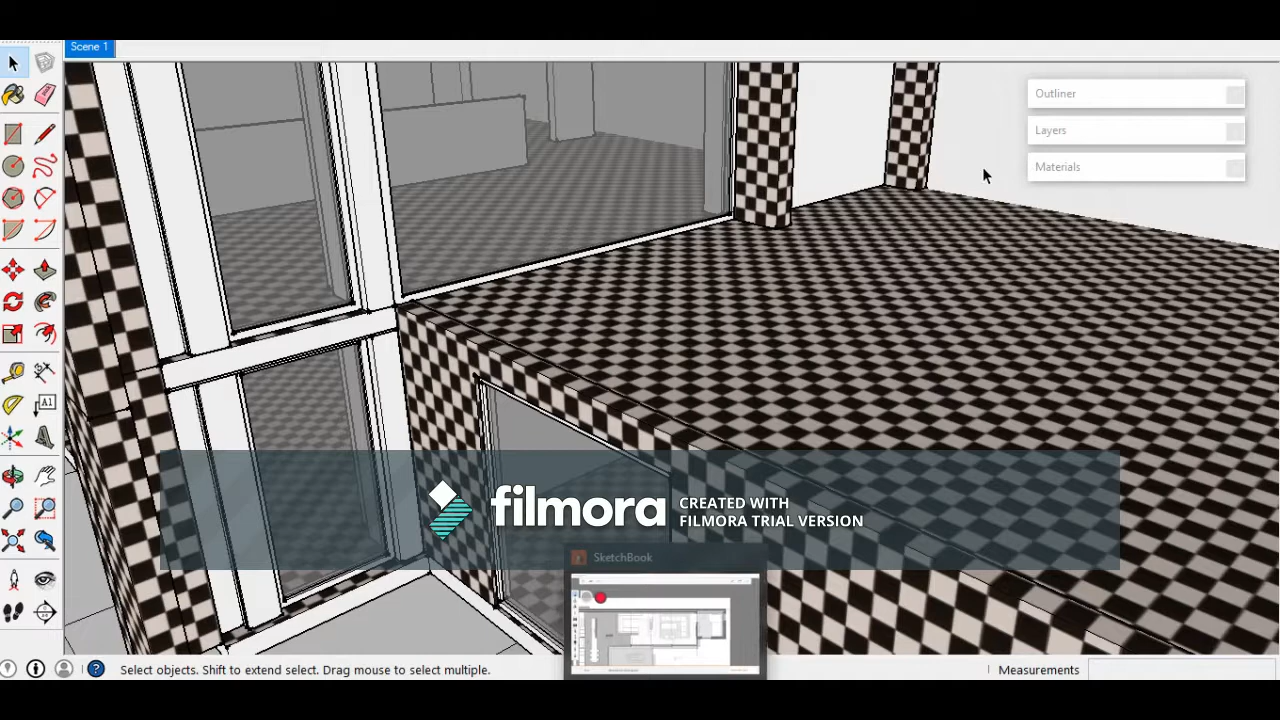 Scene 1
Outliner
Layers
Materials
A1
filmora
CREATED WITH
FILMORA TRIAL VERSION
SketchBook
Select objects. Shift to extend select. Drag mouse to select multiple.
Measurements